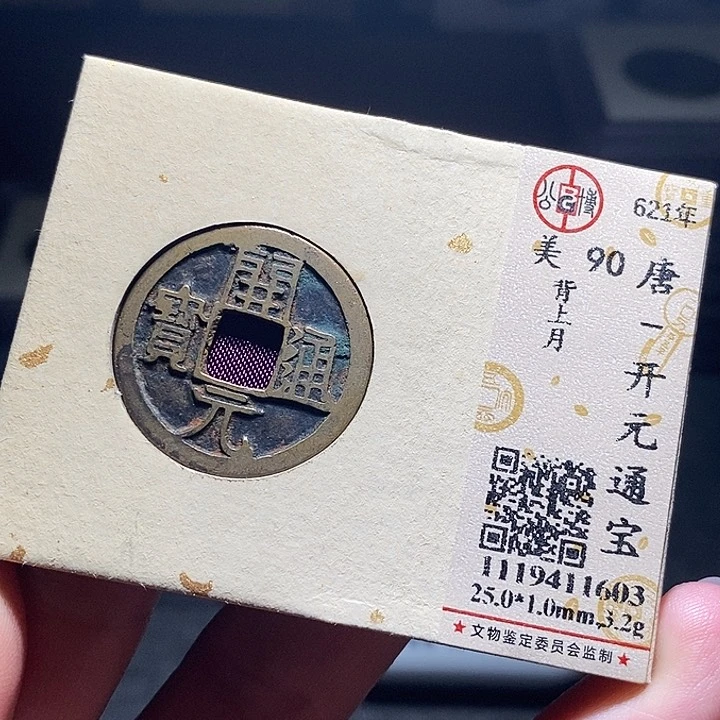 開元通寳
公博
621年
美 90
背上月
唐一开元通宝
1119411603
25.0*1.0mm,3.2g
★文物鉴定委员会监制★